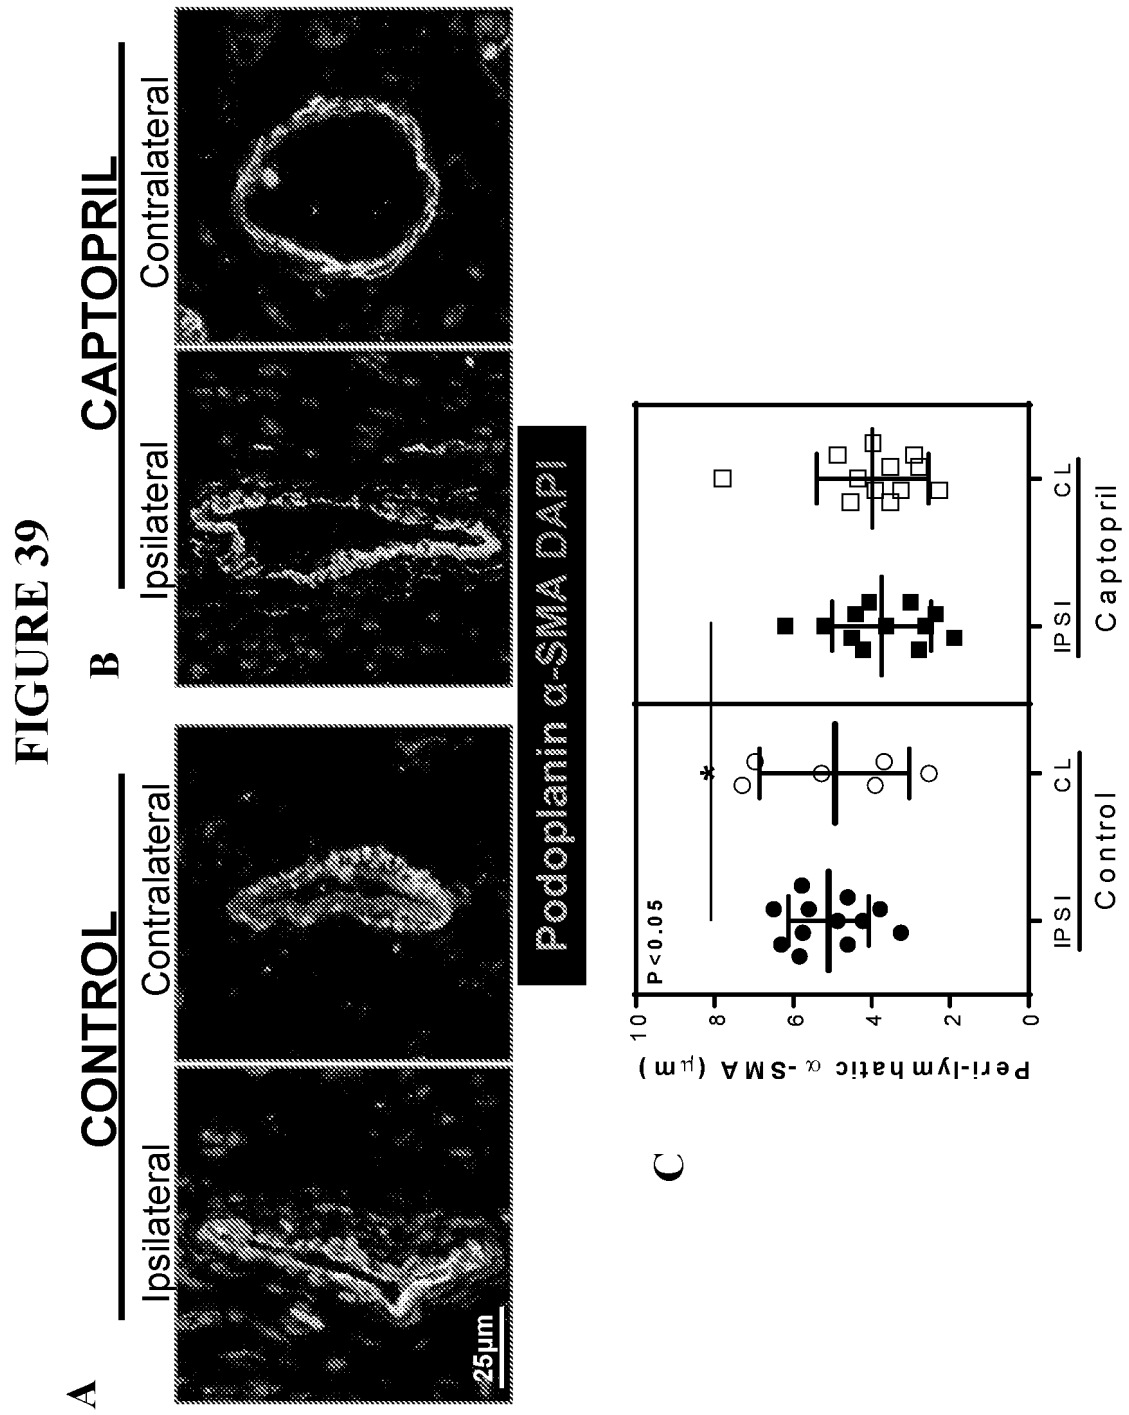 FIGURE 39
A
CONTROL
Ipsilateral
Contralateral
25μm
B
CAPTOPRIL
Ipsilateral
Contralateral
Podoplanin α-SMA DAPI
C
Peri-lymphatic α-SMA (μm)
10
8
6
4
2
0
P<0.05
*
IPSI
CL
IPSI
CL
Control
Captopril